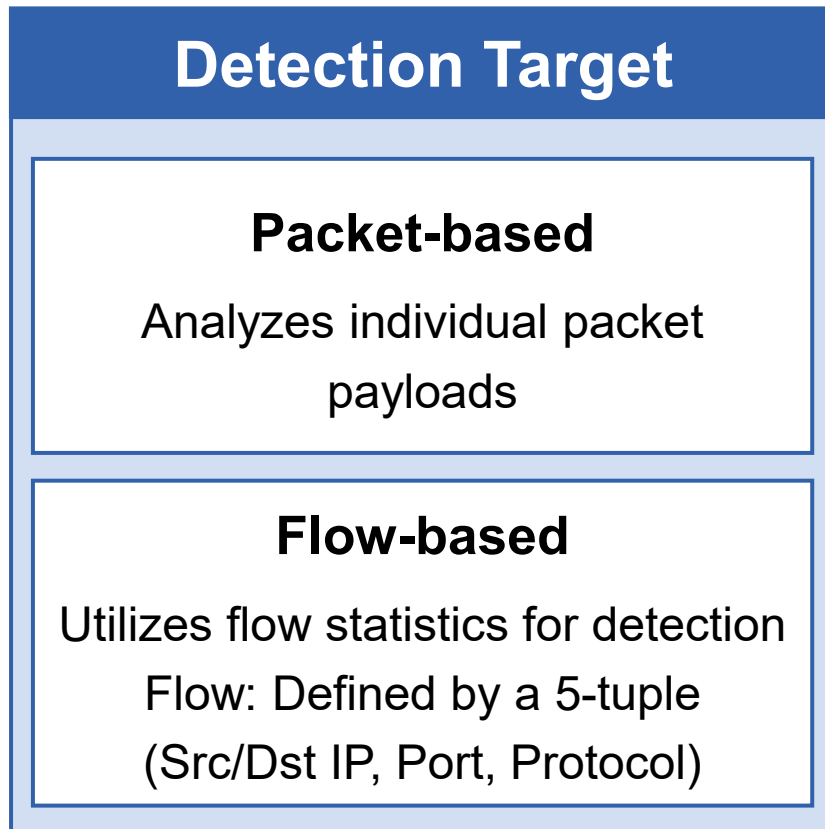 Detection Target
Packet-based
Analyzes individual packet
payloads
Flow-based
Utilizes flow statistics for detection
Flow: Defined by a 5-tuple
(Src/Dst IP, Port, Protocol)